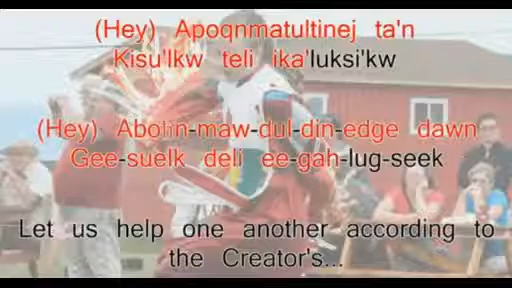 (Hey) Apoqnmatultinej ta'n
Kisu'lkw teli ika'luksi'kw
(Hey) Abohn-maw-dul-din-edge dawn
Gee-suelk deli ee-gah-lug-seek
Let us help one another according to
the Creator's...